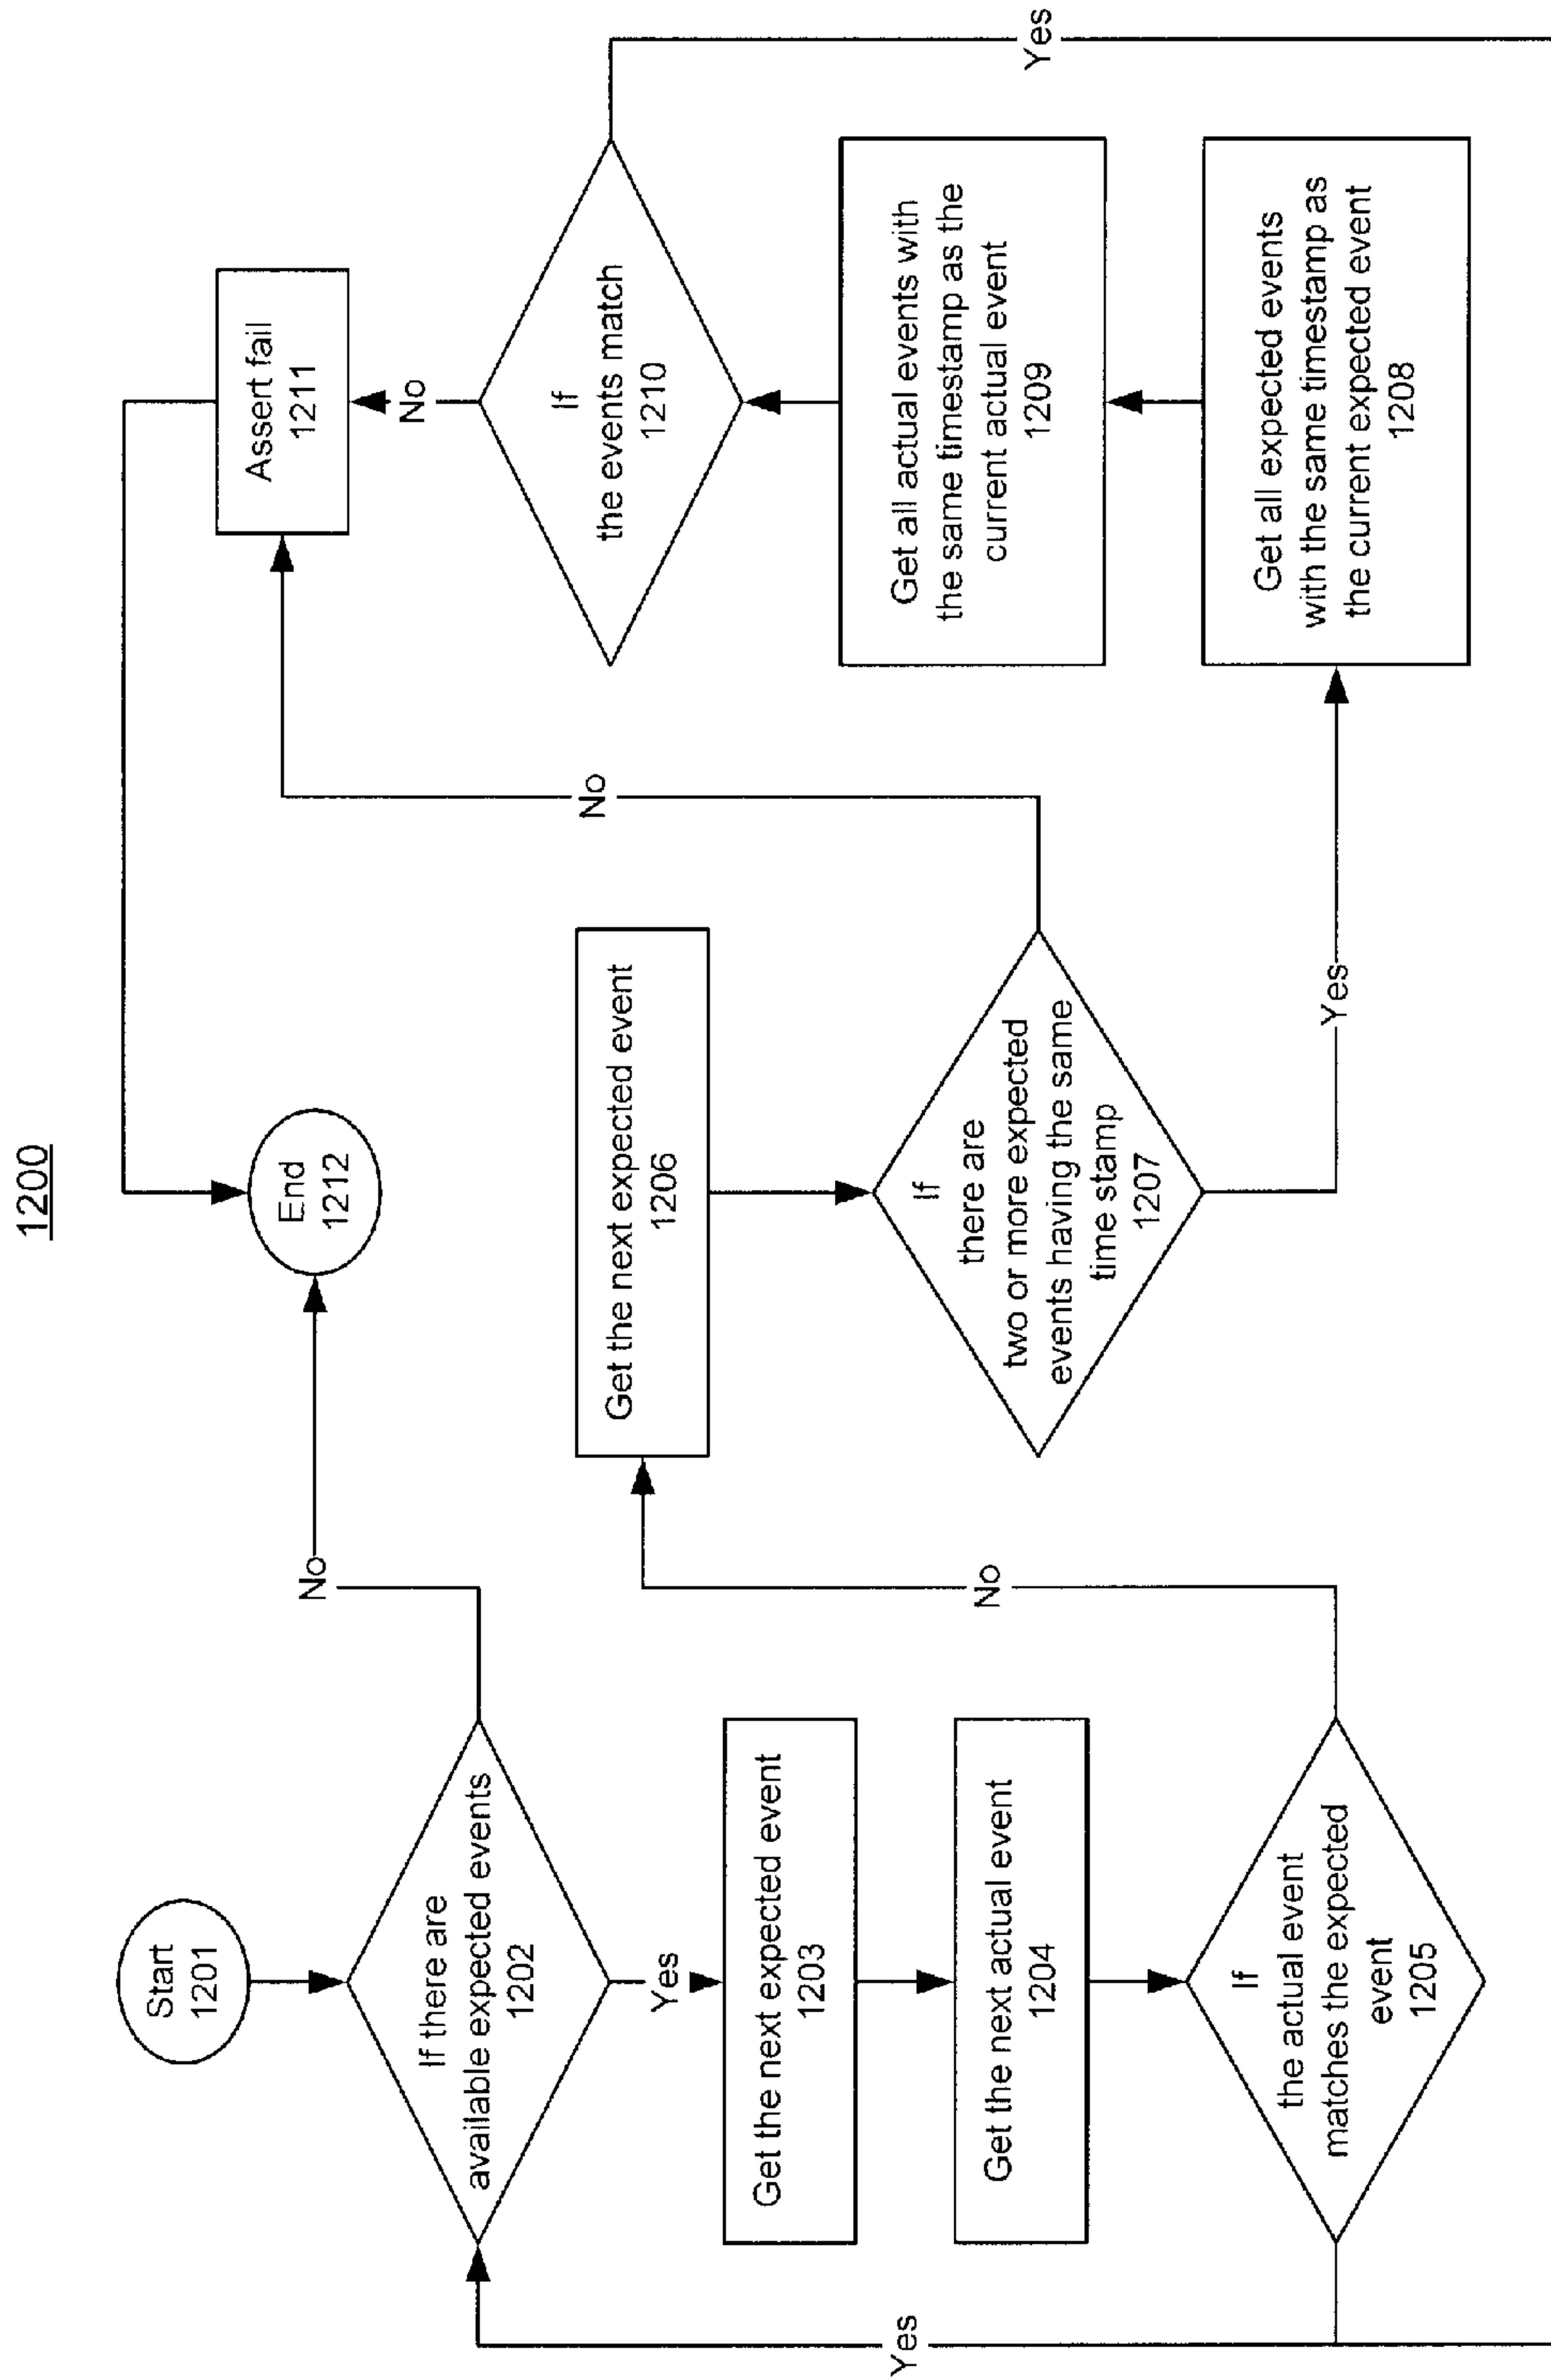 1200
Start
1201
If there are
available expected events
1202
No
Yes
Get the next expected event
1203
Get the next actual event
1204
If
the actual event
matches the expected
event
1205
Yes
No
End
1212
Get the next expected event
1206
If
there are
two or more expected
events having the same
time stamp
1207
No
Yes
Assert fail
1211
No
If
the events match
1210
Yes
Get all actual events with
the same timestamp as the
current actual event
1209
Get all expected events
with the same timestamp as
the current expected event
1208